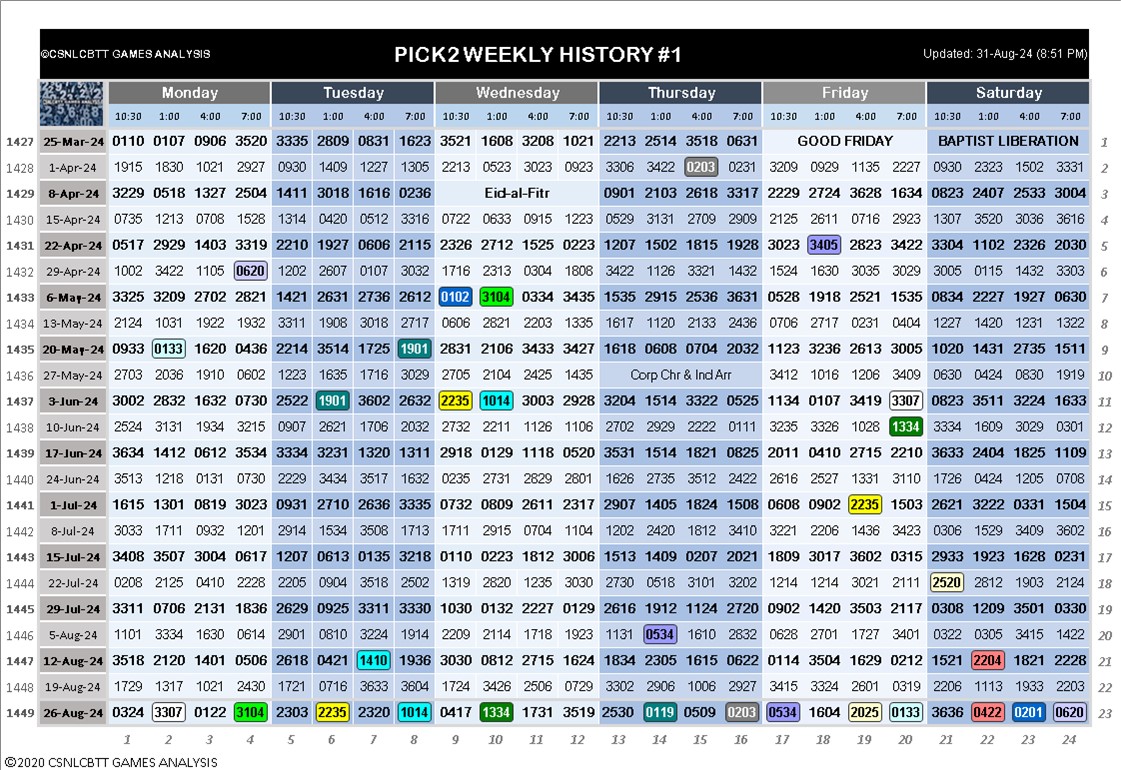 ©CSNLCBTT GAMES ANALYSIS PICK2 WEEKLY HISTORY #1 Updated: 31-Aug-24 (8:51 PM)
Monday Tuesday Wednesday Thursday Friday Saturday
10:30 1:00 4:00 7:00 10:30 1:00 4:00 7:00 10:30 1:00 4:00 7:00 10:30 1:00 4:00 7:00 10:30 1:00 4:00 7:00 10:30 1:00 4:00 7:00
1427 25-Mar-24 0110 0107 0906 3520 3335 2809 0831 1623 3521 1608 3208 1021 2213 2514 3518 0631 GOOD FRIDAY BAPTIST LIBERATION 1
1428 1-Apr-24 1915 1830 1021 2927 0930 1409 1227 1305 2213 0523 3023 0923 3306 3422 0203 0231 3209 0929 1135 2227 0930 2323 1502 3331 2
1429 8-Apr-24 3229 0518 1327 2504 1411 3018 1616 0236 Eid-al-Fitr 0901 2103 2618 3317 2229 2724 3628 1634 0823 2407 2533 3004 3
1430 15-Apr-24 0735 1213 0708 1528 1314 0420 0512 3316 0722 0633 0915 1223 0529 3131 2709 2909 2125 2611 0716 2923 1307 3520 3036 3616 4
1431 22-Apr-24 0517 2929 1403 3319 2210 1927 0606 2115 2326 2712 1525 0223 1207 1502 1815 1928 3023 3405 2823 3422 3304 1102 2326 2030 5
1432 29-Apr-24 1002 3422 1105 0620 1202 2607 0107 3032 1716 2313 0304 1808 3422 1126 3321 1432 1524 1630 3035 3029 3005 0115 1432 3303 6
1433 6-May-24 3325 3209 2702 2821 1421 2631 2736 2612 0102 3104 0334 3435 1535 2915 2536 3631 0528 1918 2521 1535 0834 2227 1927 0630 7
1434 13-May-24 2124 1031 1922 1932 3311 1908 3018 2717 0606 2821 2203 1335 1617 1120 2133 2436 0706 2717 0231 0404 1227 1420 1231 1322 8
1435 20-May-24 0933 0133 1620 0436 2214 3514 1725 1901 2831 2106 3433 3427 1618 0608 0704 2032 1123 3236 2613 3005 1020 1431 2735 1511 9
1436 27-May-24 2703 2036 1910 0602 1223 1635 1716 3029 2705 2104 2425 1435 Corp Chr & Ind Arr 3412 1016 1206 3409 0630 0424 0830 1919 10
1437 3-Jun-24 3002 2832 1632 0730 2522 1901 3602 2632 2235 1014 3003 2928 3204 1514 3322 0525 1134 0107 3419 3307 0823 3511 3224 1633 11
1438 10-Jun-24 2524 3131 1934 3215 0907 2621 1706 2032 2732 2211 1126 1106 2702 2929 2222 0111 3235 3326 1028 1334 3334 1609 3029 0301 12
1439 17-Jun-24 3634 1412 0612 3534 3334 3231 1320 1311 2918 0129 1118 0520 3531 1514 1821 0825 2011 0410 2715 2210 3633 2404 1825 1109 13
1440 24-Jun-24 3513 1218 0131 0730 2229 3434 3517 1632 0235 2731 2829 2801 1626 2735 3512 2422 2616 2527 1331 3110 1726 0424 1205 0708 14
1441 1-Jul-24 1615 1301 0819 3023 0931 2710 2636 3335 0732 0809 2611 2317 2907 1405 1824 1508 0608 0902 2235 1503 2621 3222 0331 1504 15
1442 8-Jul-24 3033 1711 0932 1201 2914 1534 3508 1713 1711 2915 0704 1104 1202 2420 1812 3410 3221 2206 1436 3423 0306 1529 3409 3602 16
1443 15-Jul-24 3408 3507 3004 0617 1207 0613 0135 3218 0110 0223 1812 3006 1513 1409 0207 2021 1809 3017 3602 0315 2933 1923 1628 0231 17
1444 22-Jul-24 0208 2125 0410 2228 2205 0904 3518 2502 1319 2820 1235 3030 2730 0518 3101 3202 1214 1214 3021 2111 2520 2812 1903 2124 18
1445 29-Jul-24 3311 0706 2131 1836 2629 0925 3311 3330 1030 0132 2227 0129 2616 1912 1124 2720 0902 1420 3503 2117 0308 1209 3501 0330 19
1446 5-Aug-24 1101 3334 1630 0614 2901 0810 3224 1914 2209 2114 1718 1923 1131 0534 1610 2832 0628 2701 1727 3401 0322 0305 3415 1422 20
1447 12-Aug-24 3518 2120 1401 0506 2618 0421 1410 1936 3030 0812 2715 1624 1834 2305 1615 0622 0114 3504 1629 0212 1521 2204 1821 2228 21
1448 19-Aug-24 1729 1317 1021 2430 1721 0716 3633 3604 1724 3426 2506 0729 3302 2906 1006 2927 3415 3324 2601 0319 2206 1113 1933 2203 22
1449 26-Aug-24 0324 3307 0122 3104 2303 2235 2320 1014 0417 1334 1731 3519 2530 0119 0509 0203 0534 1604 2025 0133 3636 0422 0201 0620 23
1 2 3 4 5 6 7 8 9 10 11 12 13 14 15 16 17 18 19 20 21 22 23 24
©2020 CSNLCBTT GAMES ANALYSIS